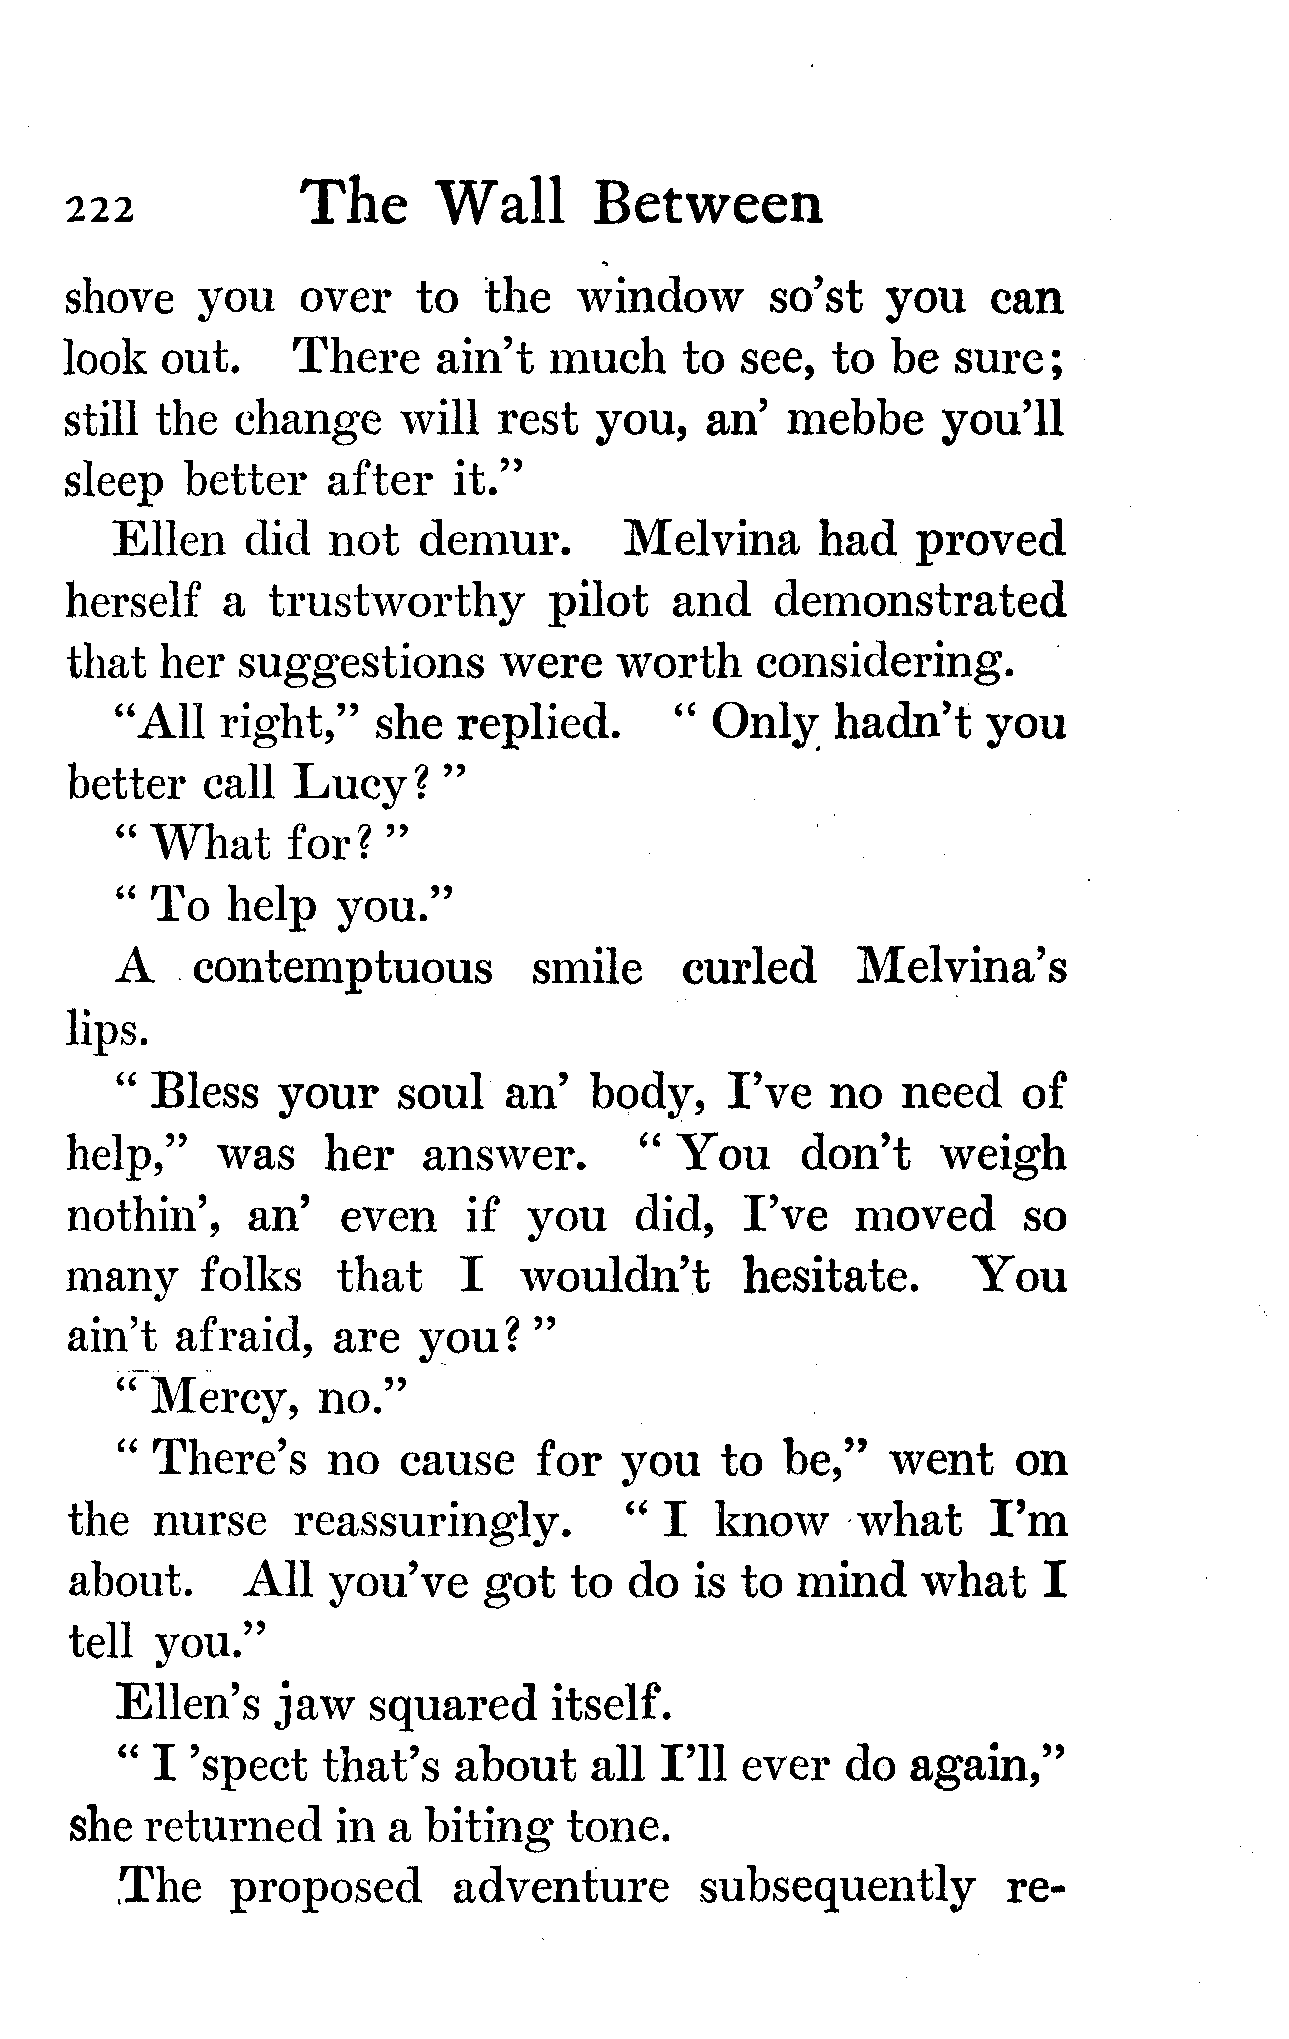 222 The Wall Between
shove you over to the window so'st you can
look out. There ain't much to see, to be sure;
still the change will rest you, an' mebbe you'll
sleep better after it."
Ellen did not demur. Melvina had proved
herself a trustworthy pilot and demonstrated
that her suggestions were worth considering.
"All right," she replied. " Only hadn't you
better call Lucy? "
" What for? "
" To help you."
A contemptuous smile curled Melvina's
lips.
" Bless your soul an' body, I've no need of
help," was her answer. " You don't weigh
nothin', an' even if you did, I've moved so
many folks that I wouldn't hesitate. You
ain't afraid, are you? "
" Mercy, no."
" There's no cause for you to be," went on
the nurse reassuringly. " I know what I'm
about. All you've got to do is to mind what I
tell you."
Ellen's jaw squared itself.
" I 'spect that's about all I'll ever do again,"
she returned in a biting tone.
The proposed adventure subsequently re-